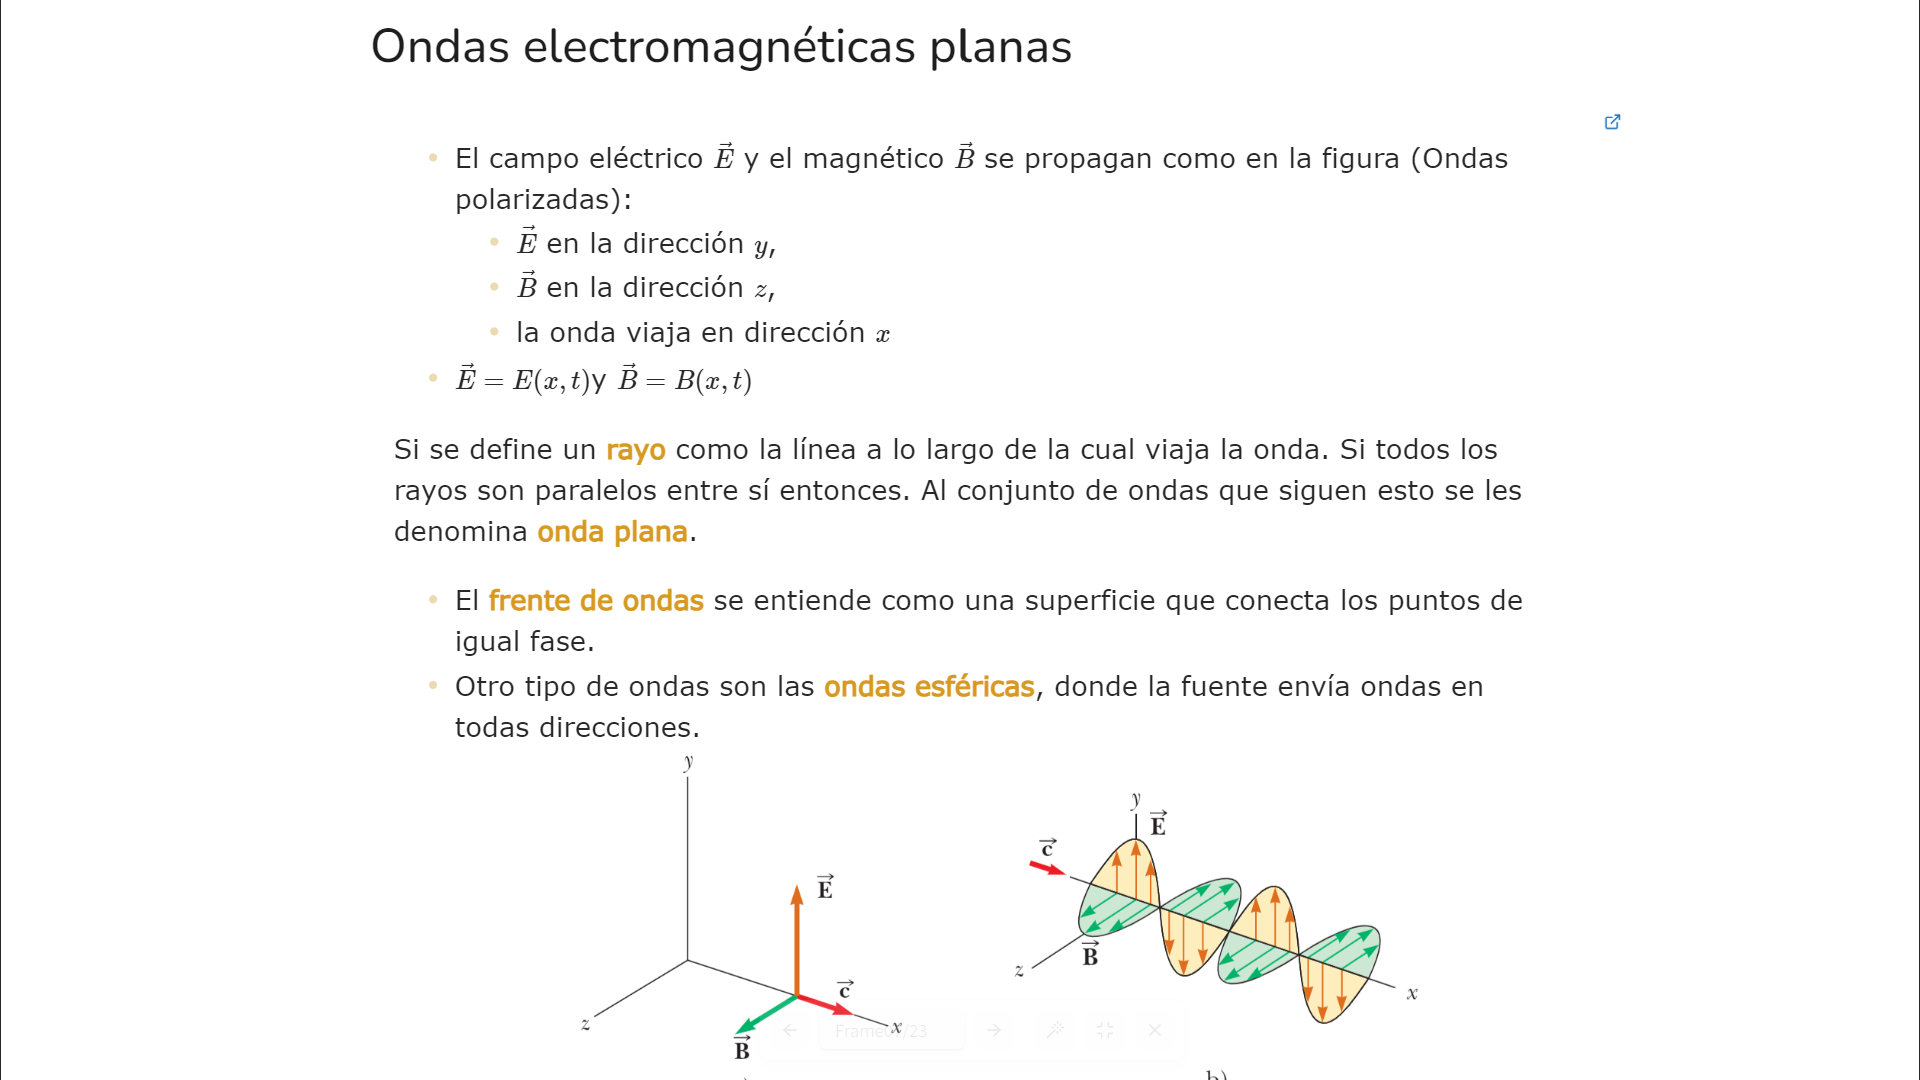 Ondas electromagnéticas planas
El campo eléctrico E⃗ y el magnético B⃗ se propagan como en la figura (Ondas
polarizadas):
E⃗ en la dirección y,
B⃗ en la dirección z,
la onda viaja en dirección x
E⃗ = E(x, t)y B⃗ = B(x, t)
Si se define un rayo como la línea a lo largo de la cual viaja la onda. Si todos los
rayos son paralelos entre sí entonces. Al conjunto de ondas que siguen esto se les
denomina onda plana.
El frente de ondas se entiende como una superficie que conecta los puntos de
igual fase.
Otro tipo de ondas son las ondas esféricas, donde la fuente envía ondas en
todas direcciones.
y
E⃗
c⃗
x
z
B⃗
y
E⃗
c⃗
z
B⃗
x
b)